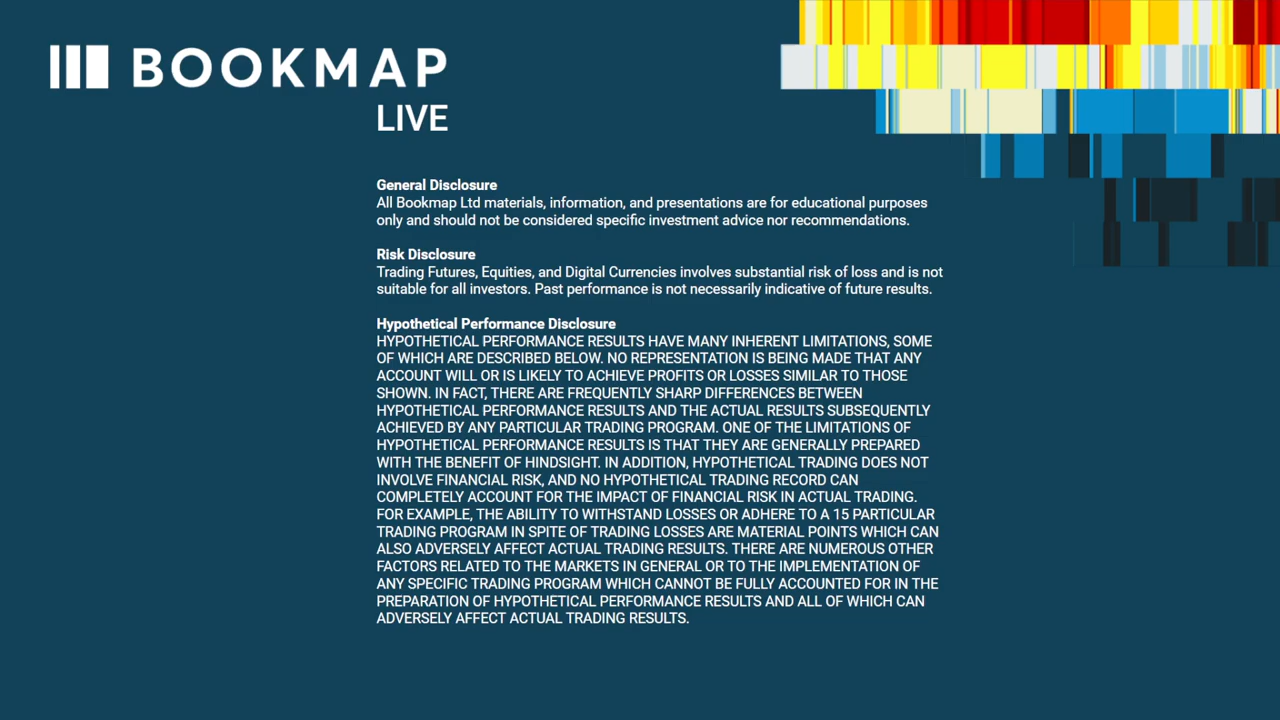 BOOKMAP
LIVE
General Disclosure
All Bookmap Ltd materials, information, and presentations are for educational purposes
only and should not be considered specific investment advice nor recommendations.
Risk Disclosure
Trading Futures, Equities, and Digital Currencies involves substantial risk of loss and is not
suitable for all investors. Past performance is not necessarily indicative of future results.
Hypothetical Performance Disclosure
HYPOTHETICAL PERFORMANCE RESULTS HAVE MANY INHERENT LIMITATIONS, SOME
OF WHICH ARE DESCRIBED BELOW. NO REPRESENTATION IS BEING MADE THAT ANY
ACCOUNT WILL OR IS LIKELY TO ACHIEVE PROFITS OR LOSSES SIMILAR TO THOSE
SHOWN. IN FACT, THERE ARE FREQUENTLY SHARP DIFFERENCES BETWEEN
HYPOTHETICAL PERFORMANCE RESULTS AND THE ACTUAL RESULTS SUBSEQUENTLY
ACHIEVED BY ANY PARTICULAR TRADING PROGRAM. ONE OF THE LIMITATIONS OF
HYPOTHETICAL PERFORMANCE RESULTS IS THAT THEY ARE GENERALLY PREPARED
WITH THE BENEFIT OF HINDSIGHT. IN ADDITION, HYPOTHETICAL TRADING DOES NOT
INVOLVE FINANCIAL RISK, AND NO HYPOTHETICAL TRADING RECORD CAN
COMPLETELY ACCOUNT FOR THE IMPACT OF FINANCIAL RISK IN ACTUAL TRADING.
FOR EXAMPLE, THE ABILITY TO WITHSTAND LOSSES OR ADHERE TO A 15 PARTICULAR
TRADING PROGRAM IN SPITE OF TRADING LOSSES ARE MATERIAL POINTS WHICH CAN
ALSO ADVERSELY AFFECT ACTUAL TRADING RESULTS. THERE ARE NUMEROUS OTHER
FACTORS RELATED TO THE MARKETS IN GENERAL OR TO THE IMPLEMENTATION OF
ANY SPECIFIC TRADING PROGRAM WHICH CANNOT BE FULLY ACCOUNTED FOR IN THE
PREPARATION OF HYPOTHETICAL PERFORMANCE RESULTS AND ALL OF WHICH CAN
ADVERSELY AFFECT ACTUAL TRADING RESULTS.